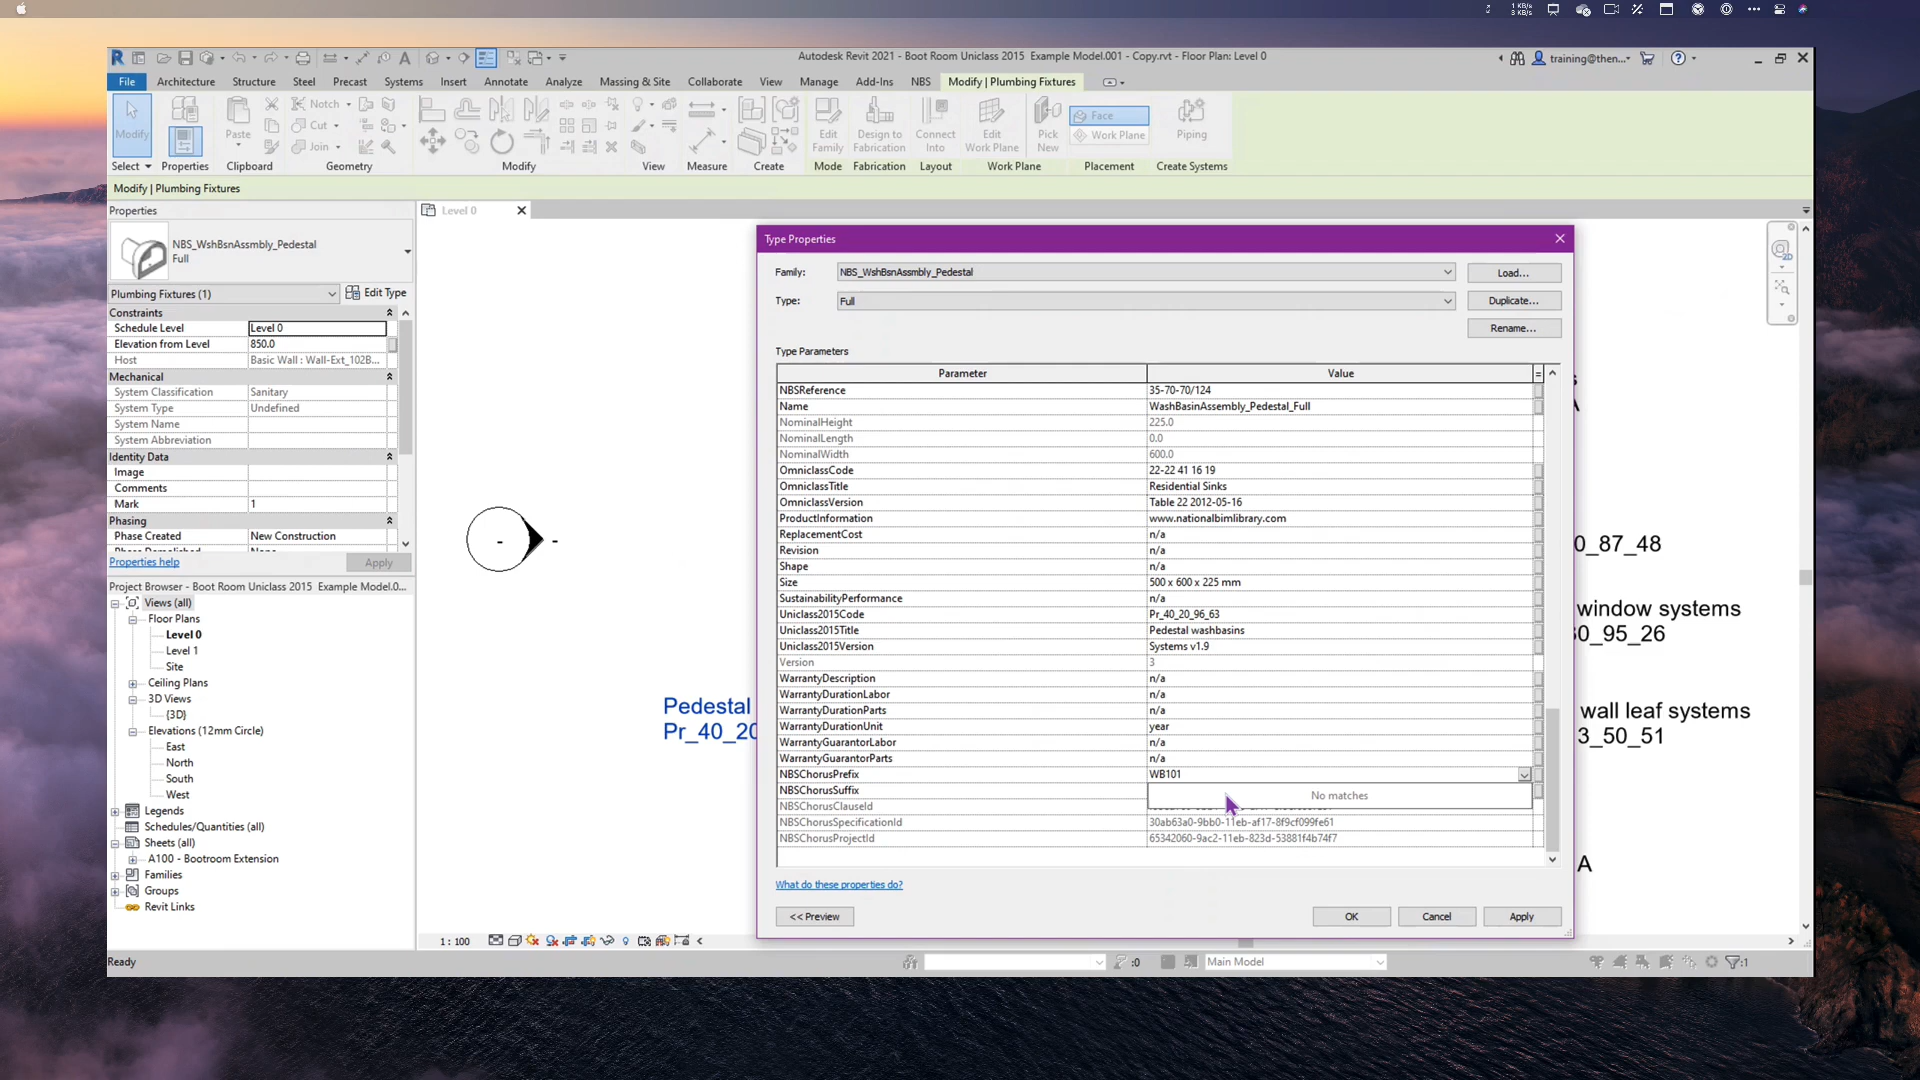 1 KB/s
3 KB/s
Autodesk Revit 2021 - Boot Room Uniclass 2015  Example Model.001 - Copy.rvt - Floor Plan: Level 0
training@then...
File Architecture Structure Steel Precast Systems Insert Annotate Analyze Massing & Site Collaborate View Manage Add-Ins NBS Modify | Plumbing Fixtures
Modify
Paste
Notch
Cut
Join
Edit Family
Design to Fabrication
Connect Into
Edit Work Plane
Pick New
Face
Work Plane
Piping
Select Properties Clipboard Geometry Modify View Measure Create Mode Fabrication Layout Work Plane Placement Create Systems
Modify | Plumbing Fixtures
Properties
NBS_WshBsnAssmbly_Pedestal
Full
Plumbing Fixtures (1) Edit Type
Constraints
Schedule Level Level 0
Elevation from Level 850.0
Host Basic Wall : Wall-Ext_102B...
Mechanical
System Classification Sanitary
System Type Undefined
System Name
System Abbreviation
Identity Data
Image
Comments
Mark 1
Phasing
Phase Created New Construction
Properties help Apply
Project Browser - Boot Room Uniclass 2015  Example Model.0...
Views (all)
Floor Plans
Level 0
Level 1
Site
Ceiling Plans
3D Views
{3D}
Elevations (12mm Circle)
East
North
South
West
Legends
Schedules/Quantities (all)
Sheets (all)
A100 - Bootroom Extension
Families
Groups
Revit Links
Level 0
Pedestal
Pr_40_20
Type Properties
Family: NBS_WshBsnAssmbly_Pedestal Load...
Type: Full Duplicate...
Rename...
Type Parameters
Parameter Value =
NBSReference 35-70-70/124
Name WashBasinAssembly_Pedestal_Full
NominalHeight 225.0
NominalLength 0.0
NominalWidth 600.0
OmniclassCode 22-22 41 16 19
OmniclassTitle Residential Sinks
OmniclassVersion Table 22 2012-05-16
ProductInformation www.nationalbimlibrary.com
ReplacementCost n/a
Revision n/a
Shape n/a
Size 500 x 600 x 225 mm
SustainabilityPerformance n/a
Uniclass2015Code Pr_40_20_96_63
Uniclass2015Title Pedestal washbasins
Uniclass2015Version Systems v1.9
Version 3
WarrantyDescription n/a
WarrantyDurationLabor n/a
WarrantyDurationParts n/a
WarrantyDurationUnit year
WarrantyGuarantorLabor n/a
WarrantyGuarantorParts n/a
NBSChorusPrefix WB101
NBSChorusSuffix No matches
NBSChorusClauseId
NBSChorusSpecificationId 30ab63a0-9bb0-11eb-af17-8f9cf099fe61
NBSChorusProjectId 65342060-9ac2-11eb-823d-53881f4b74f7
What do these properties do?
<< Preview OK Cancel Apply
0_87_48
window systems
0_95_26
wall leaf systems
3_50_51
A
1 : 100
Ready :0 Main Model :1